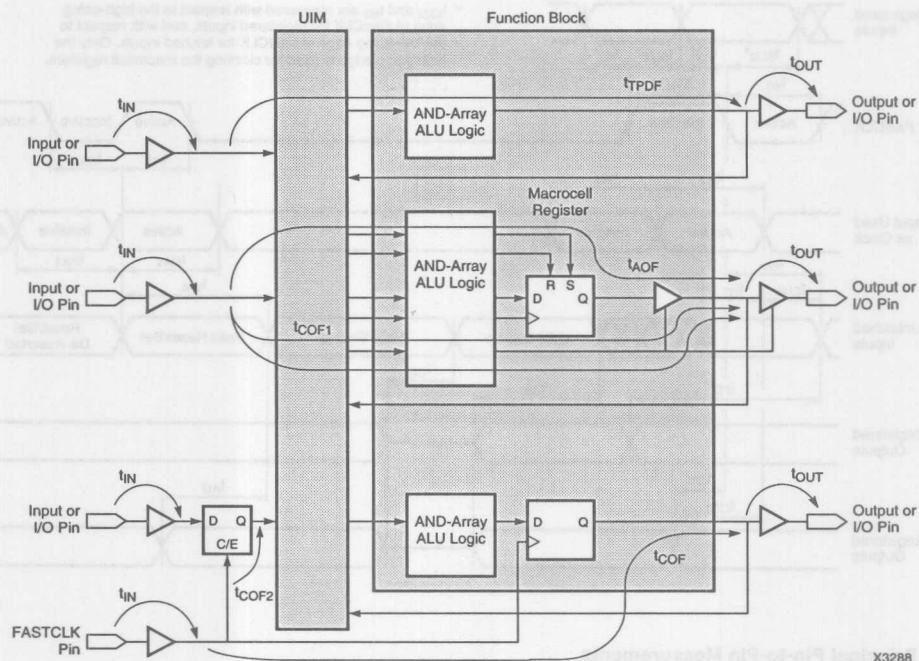 UIM
Function Block
tIN
Input or
I/O Pin
AND-Array
ALU Logic
tTPDF
tOUT
Output or
I/O Pin
Macrocell
Register
tIN
Input or
I/O Pin
AND-Array
ALU Logic
R S
D Q
tAOF
tOUT
Output or
I/O Pin
tCOF1
tIN
Input or
I/O Pin
D Q
C/E
AND-Array
ALU Logic
D Q
tOUT
Output or
I/O Pin
tCOF
tCOF2
tIN
FASTCLK
Pin
X3288